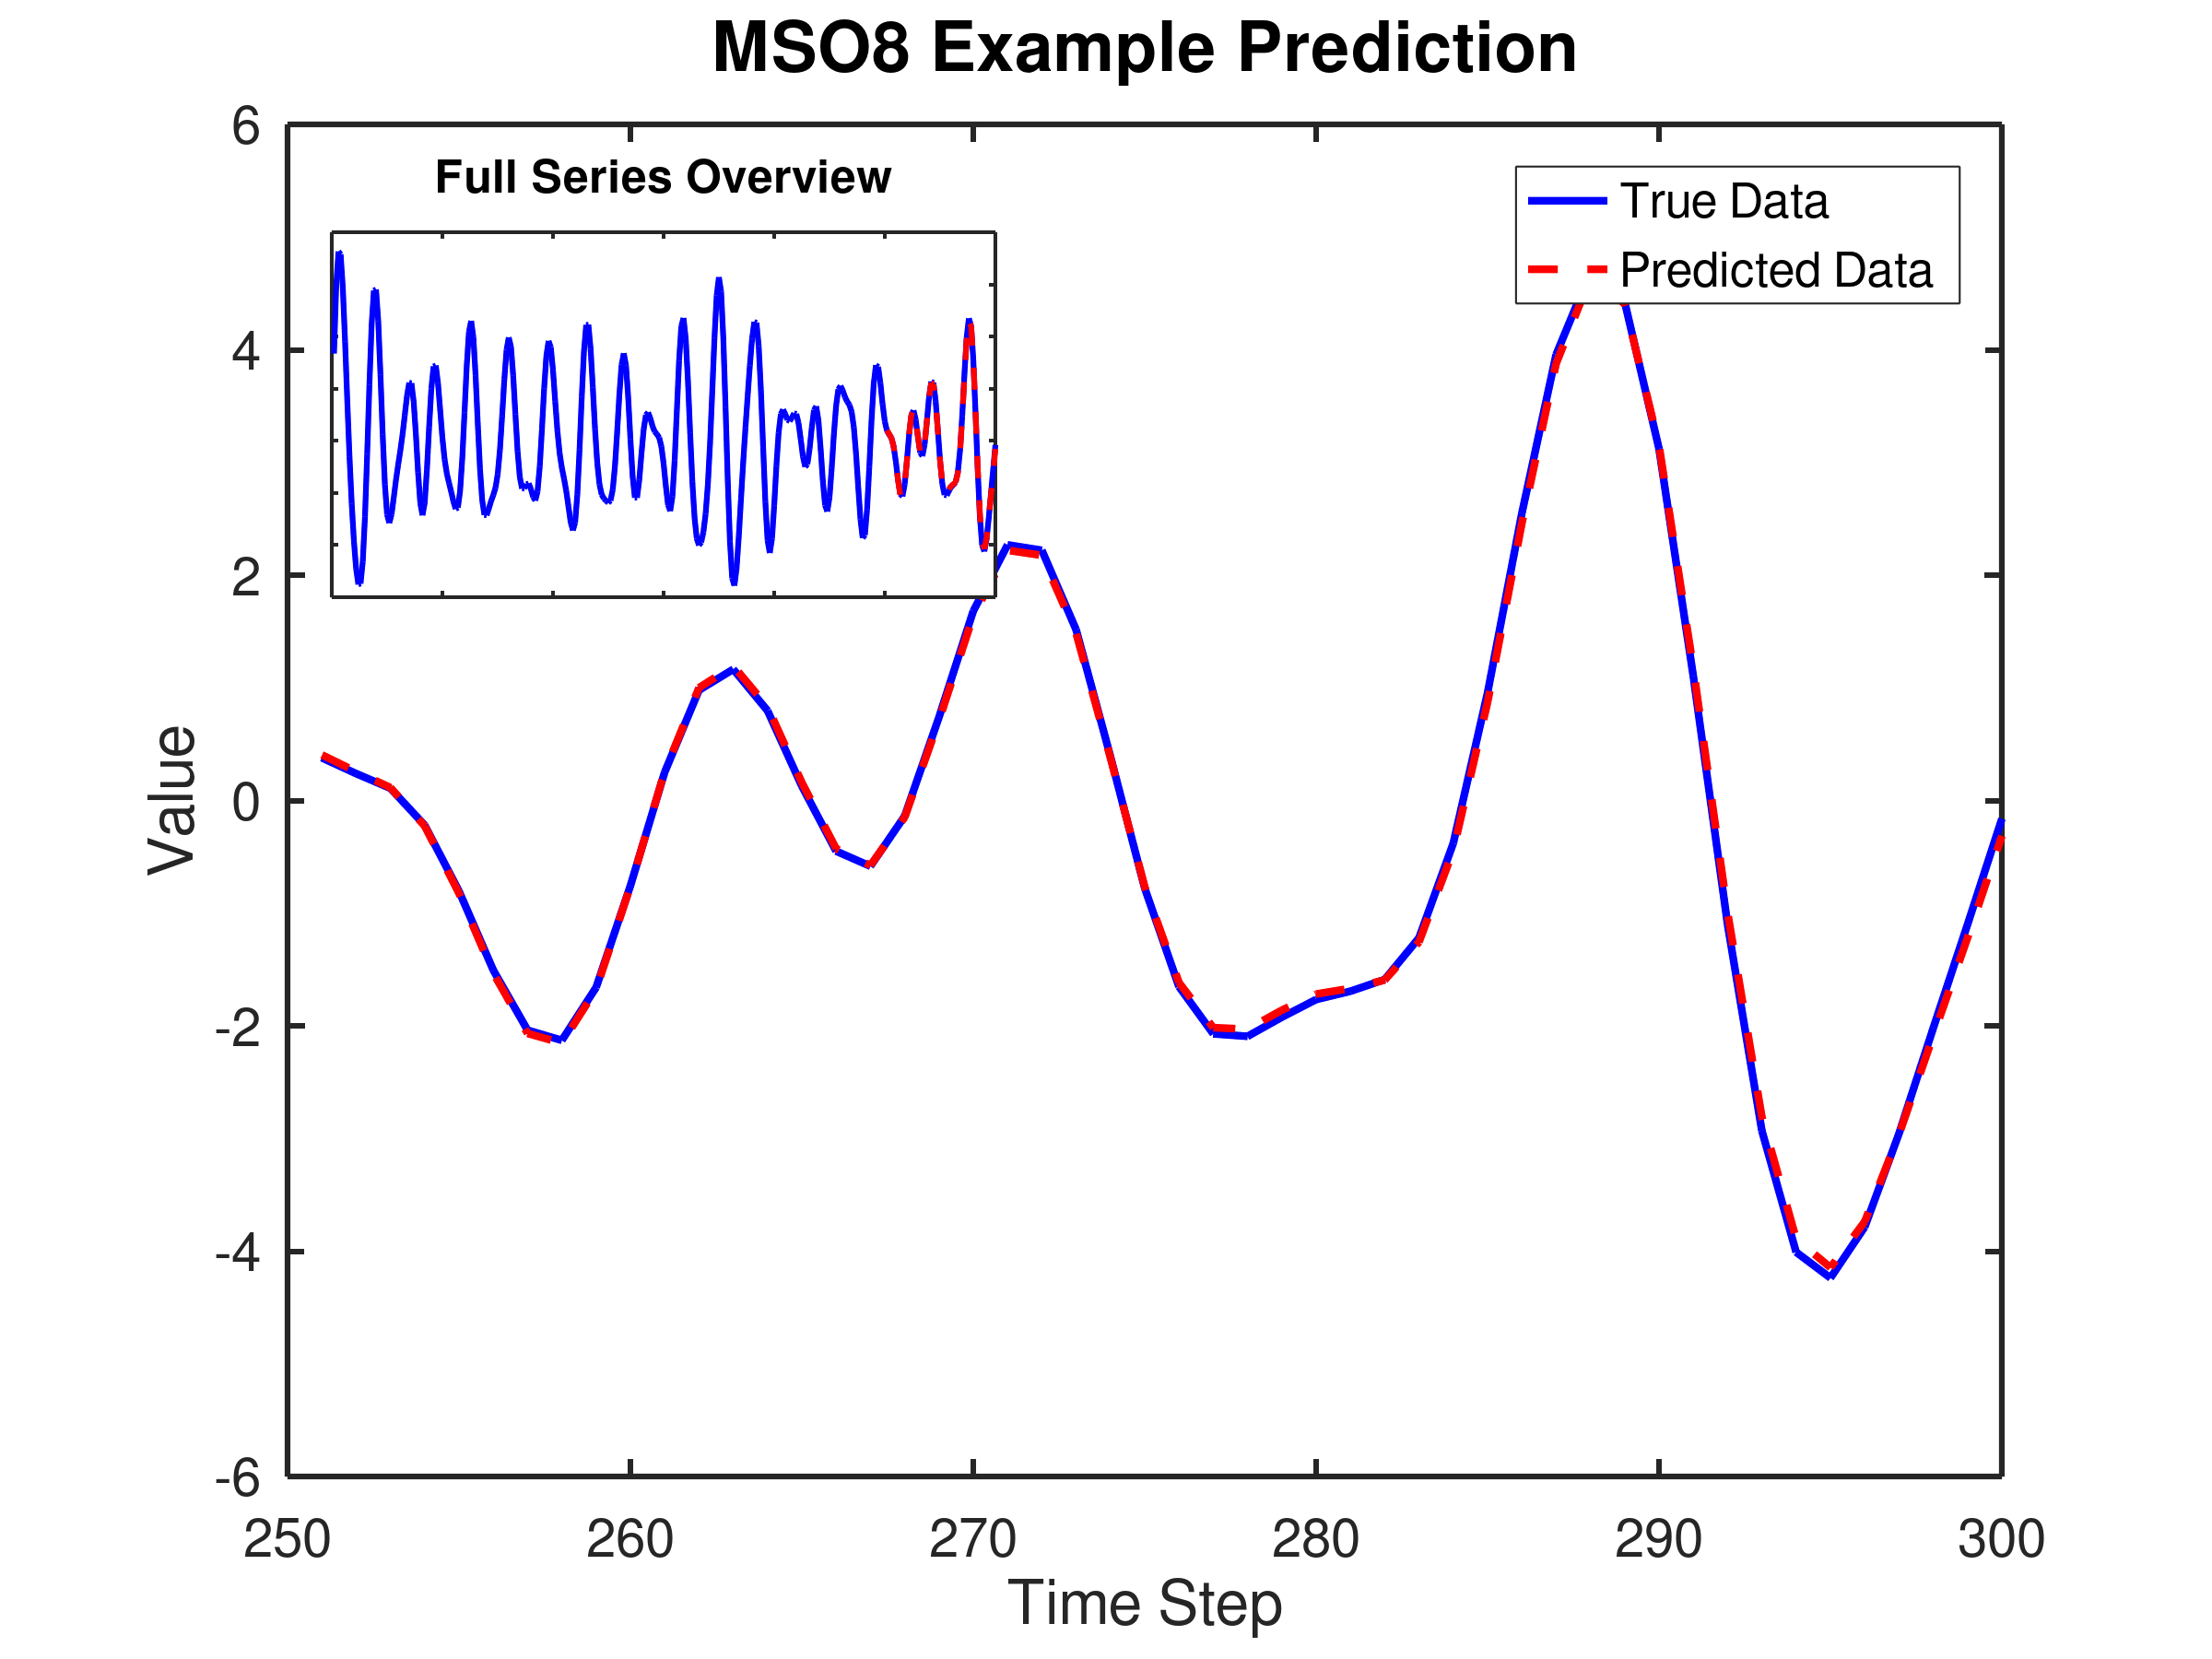 MSO8 Example Prediction
Full Series Overview
True Data
Predicted Data
6
4
2
0
-2
-4
-6
Value
250 260 270 280 290 300
Time Step